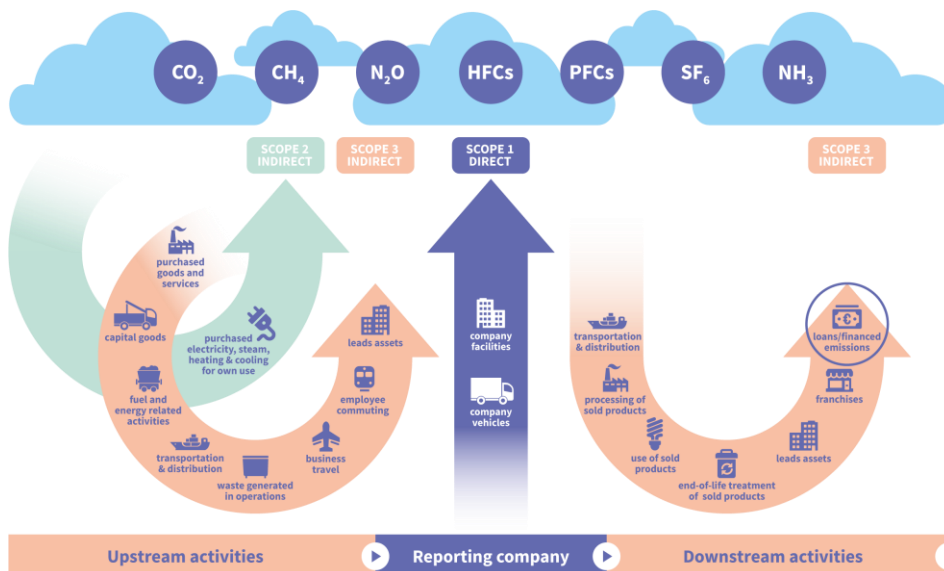 CO₂
CH₄
N₂O
HFCs
PFCs
SF₆
NH₃
SCOPE 2
INDIRECT
SCOPE 3
INDIRECT
SCOPE 1
DIRECT
SCOPE 3
INDIRECT
purchased
goods and
services
capital goods
fuel and
energy related
activities
transportation
& distribution
waste generated
in operations
business
travel
employee
commuting
leads assets
purchased
electricity, steam,
heating & cooling
for own use
company
facilities
company
vehicles
transportation
& distribution
processing of
sold products
use of sold
products
end-of-life treatment
of sold products
leads assets
franchises
€
loans/financed
emissions
Upstream activities
Reporting company
Downstream activities